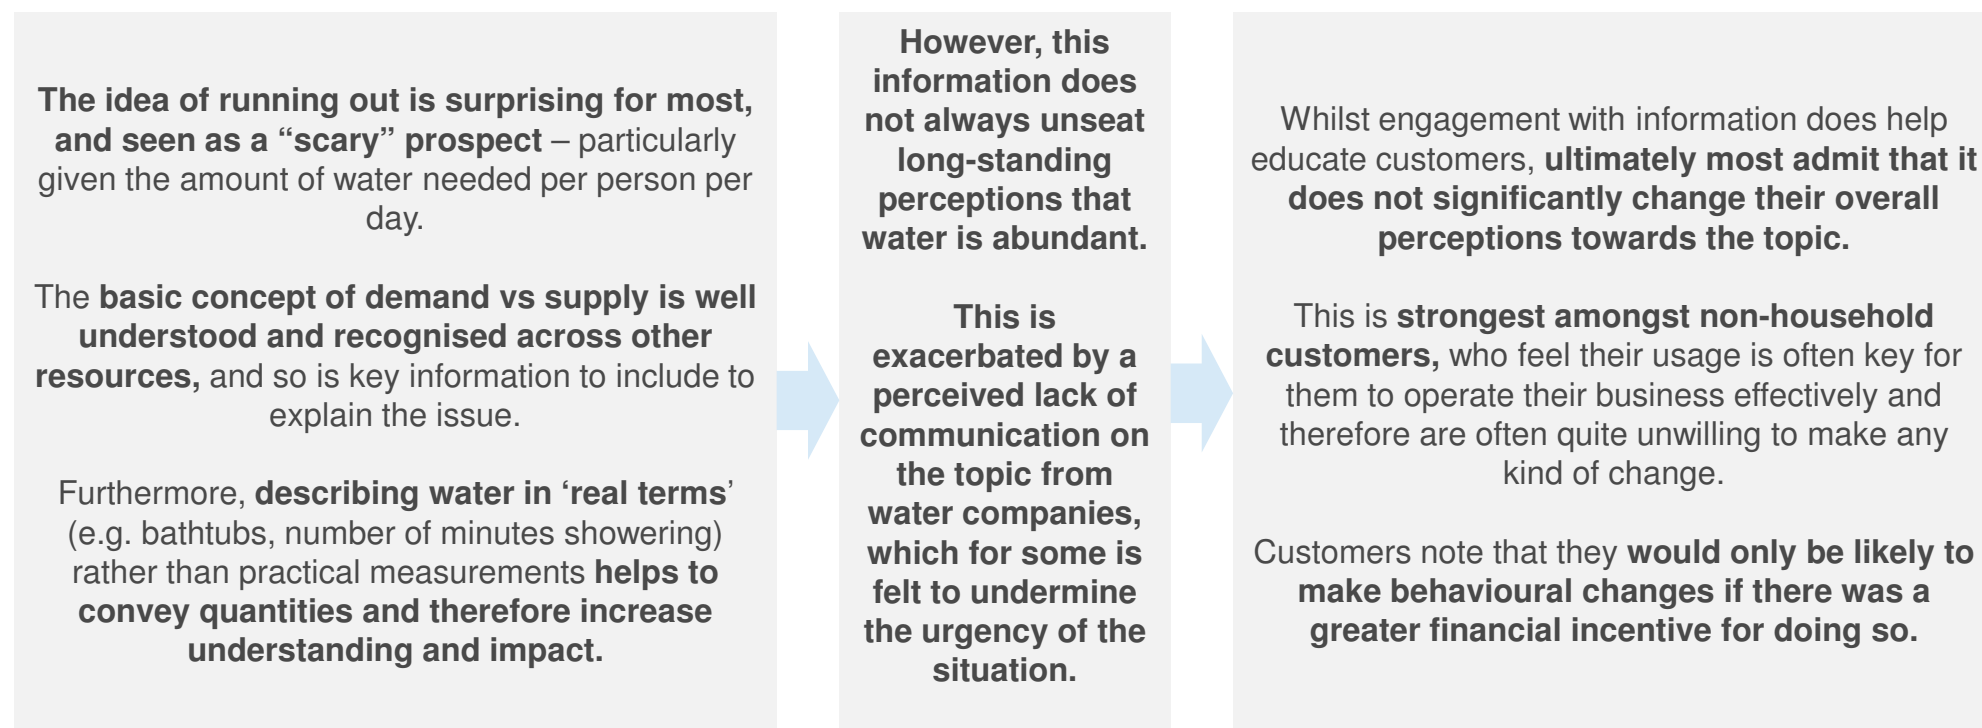 The idea of running out is surprising for most,
and seen as a “scary” prospect – particularly
given the amount of water needed per person per
day.
The basic concept of demand vs supply is well
understood and recognised across other
resources, and so is key information to include to
explain the issue.
Furthermore, describing water in ‘real terms’
(e.g. bathtubs, number of minutes showering)
rather than practical measurements helps to
convey quantities and therefore increase
understanding and impact.
However, this
information does
not always unseat
long-standing
perceptions that
water is abundant.
This is
exacerbated by a
perceived lack of
communication on
the topic from
water companies,
which for some is
felt to undermine
the urgency of the
situation.
Whilst engagement with information does help
educate customers, ultimately most admit that it
does not significantly change their overall
perceptions towards the topic.
This is strongest amongst non-household
customers, who feel their usage is often key for
them to operate their business effectively and
therefore are often quite unwilling to make any
kind of change.
Customers note that they would only be likely to
make behavioural changes if there was a
greater financial incentive for doing so.